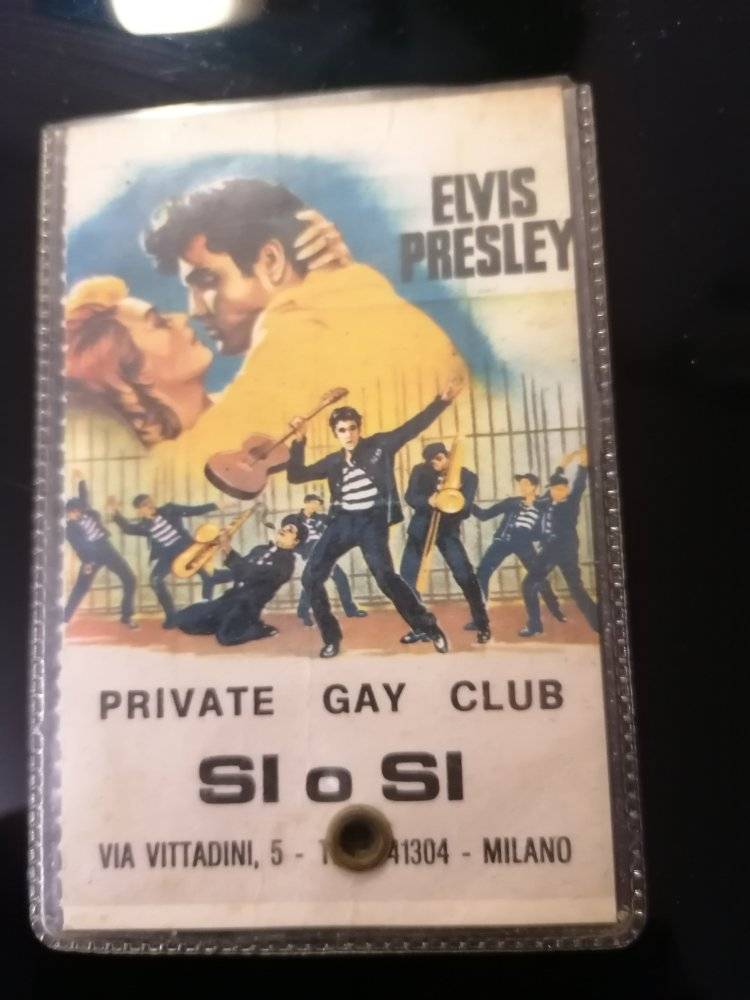 ELVIS
PRESLEY
PRIVATE GAY CLUB
SI o SI
VIA VITTADINI, 5 - 41304 - MILANO